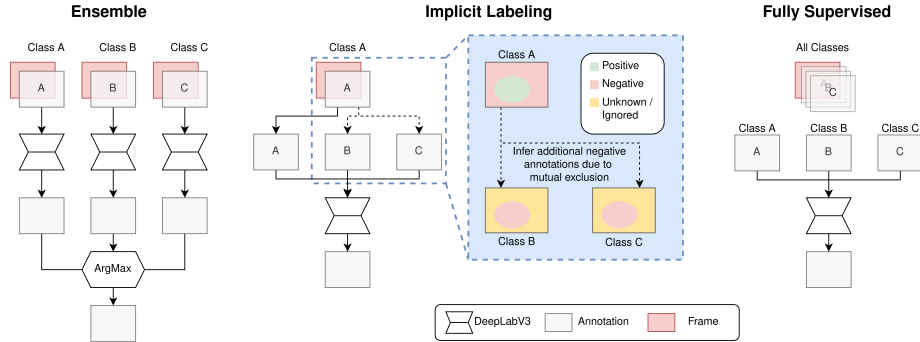 Ensemble
Implicit Labeling
Fully Supervised
Class A
Class B
Class C
A
B
C
ArgMax
Class A
A
A
B
C
Class A
Positive
Negative
Unknown /
Ignored
Infer additional negative
annotations due to
mutual exclusion
Class B
Class C
All Classes
A
B
C
Class A
Class B
Class C
A
B
C
DeepLabV3
Annotation
Frame